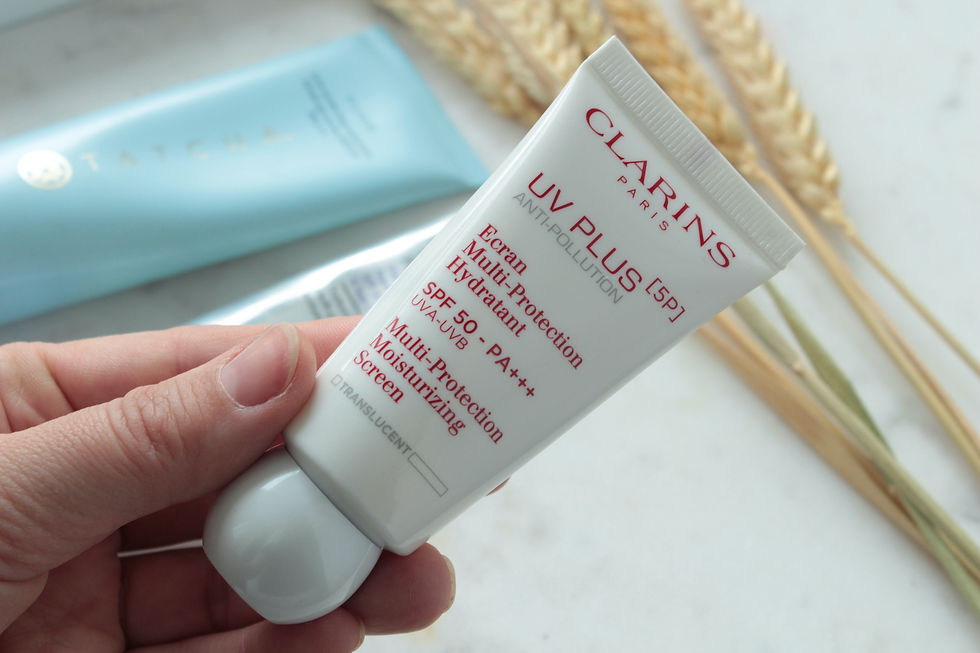 CLARINS
PARIS
UV PLUS [5P]
ANTI-POLLUTION
Ecran
Multi-Protection
Hydratant
SPF 50 - PA+++
UVA-UVB
Multi-Protection
Moisturizing
Screen
TRANSLUCENT
TATCHA